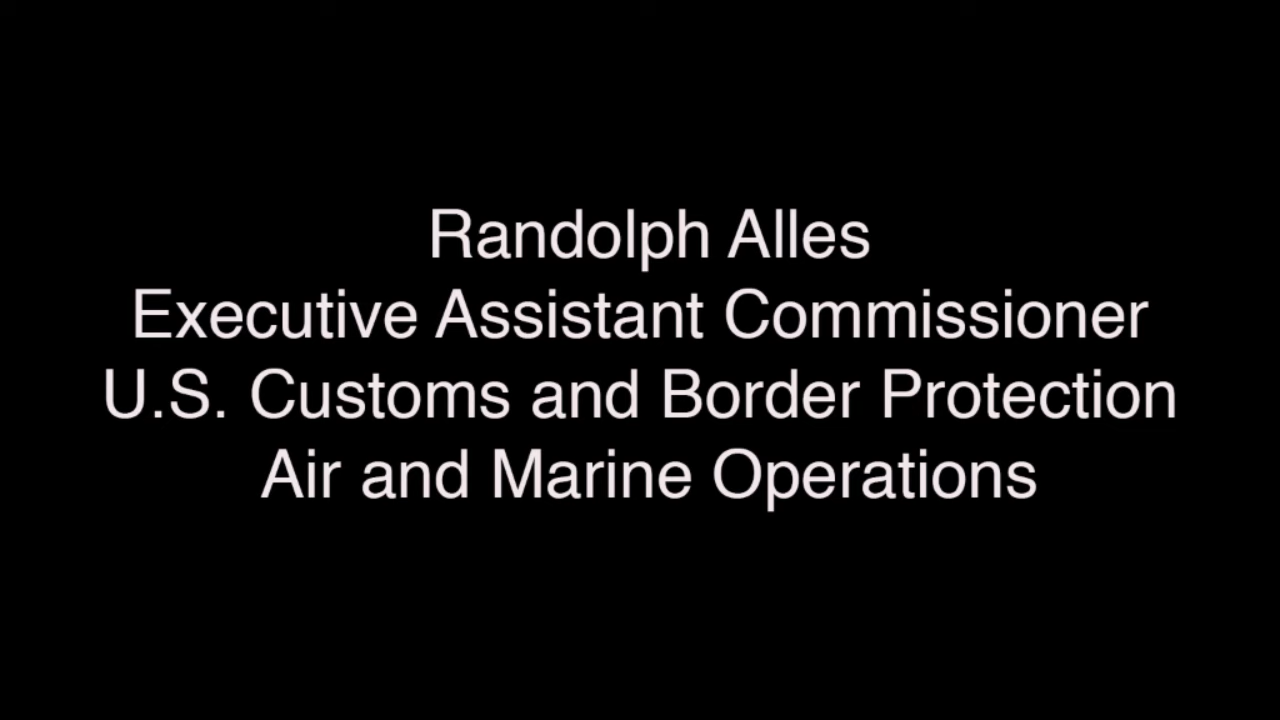 Randolph Alles
Executive Assistant Commissioner
U.S. Customs and Border Protection
Air and Marine Operations